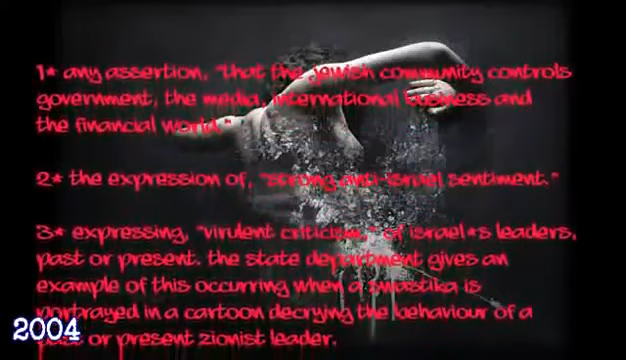 1* any assertion, "that the jewish community controls
government, the media, international business and
the financial world."
2* the expression of, "strong anti-israel sentiment."
3* expressing, "virulent criticism," of israel*s leaders,
past or present. the state department gives an
example of this occurring when a swastika is
portrayed in a cartoon decrying the behaviour of a
past or present zionist leader.
2004